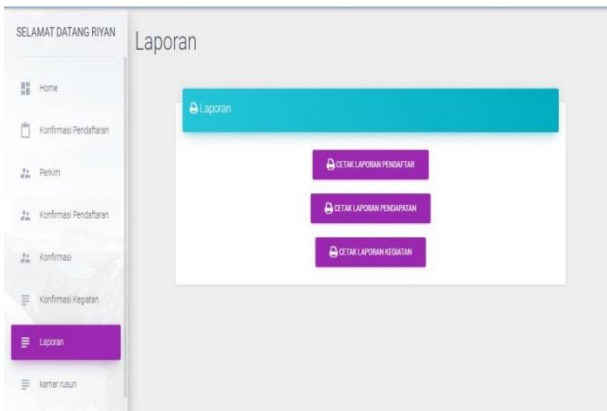 SELAMAT DATANG RIYAN
Home
Konfirmasi Pendaftaran
Perkim
Konfirmasi Pendaftaran
Konfirmasi
Konfirmasi Kegiatan
Laporan
kamar rusun
Laporan
Laporan
CETAK LAPORAN PENDAFTAR
CETAK LAPORAN PENDAPATAN
CETAK LAPORAN KEGIATAN